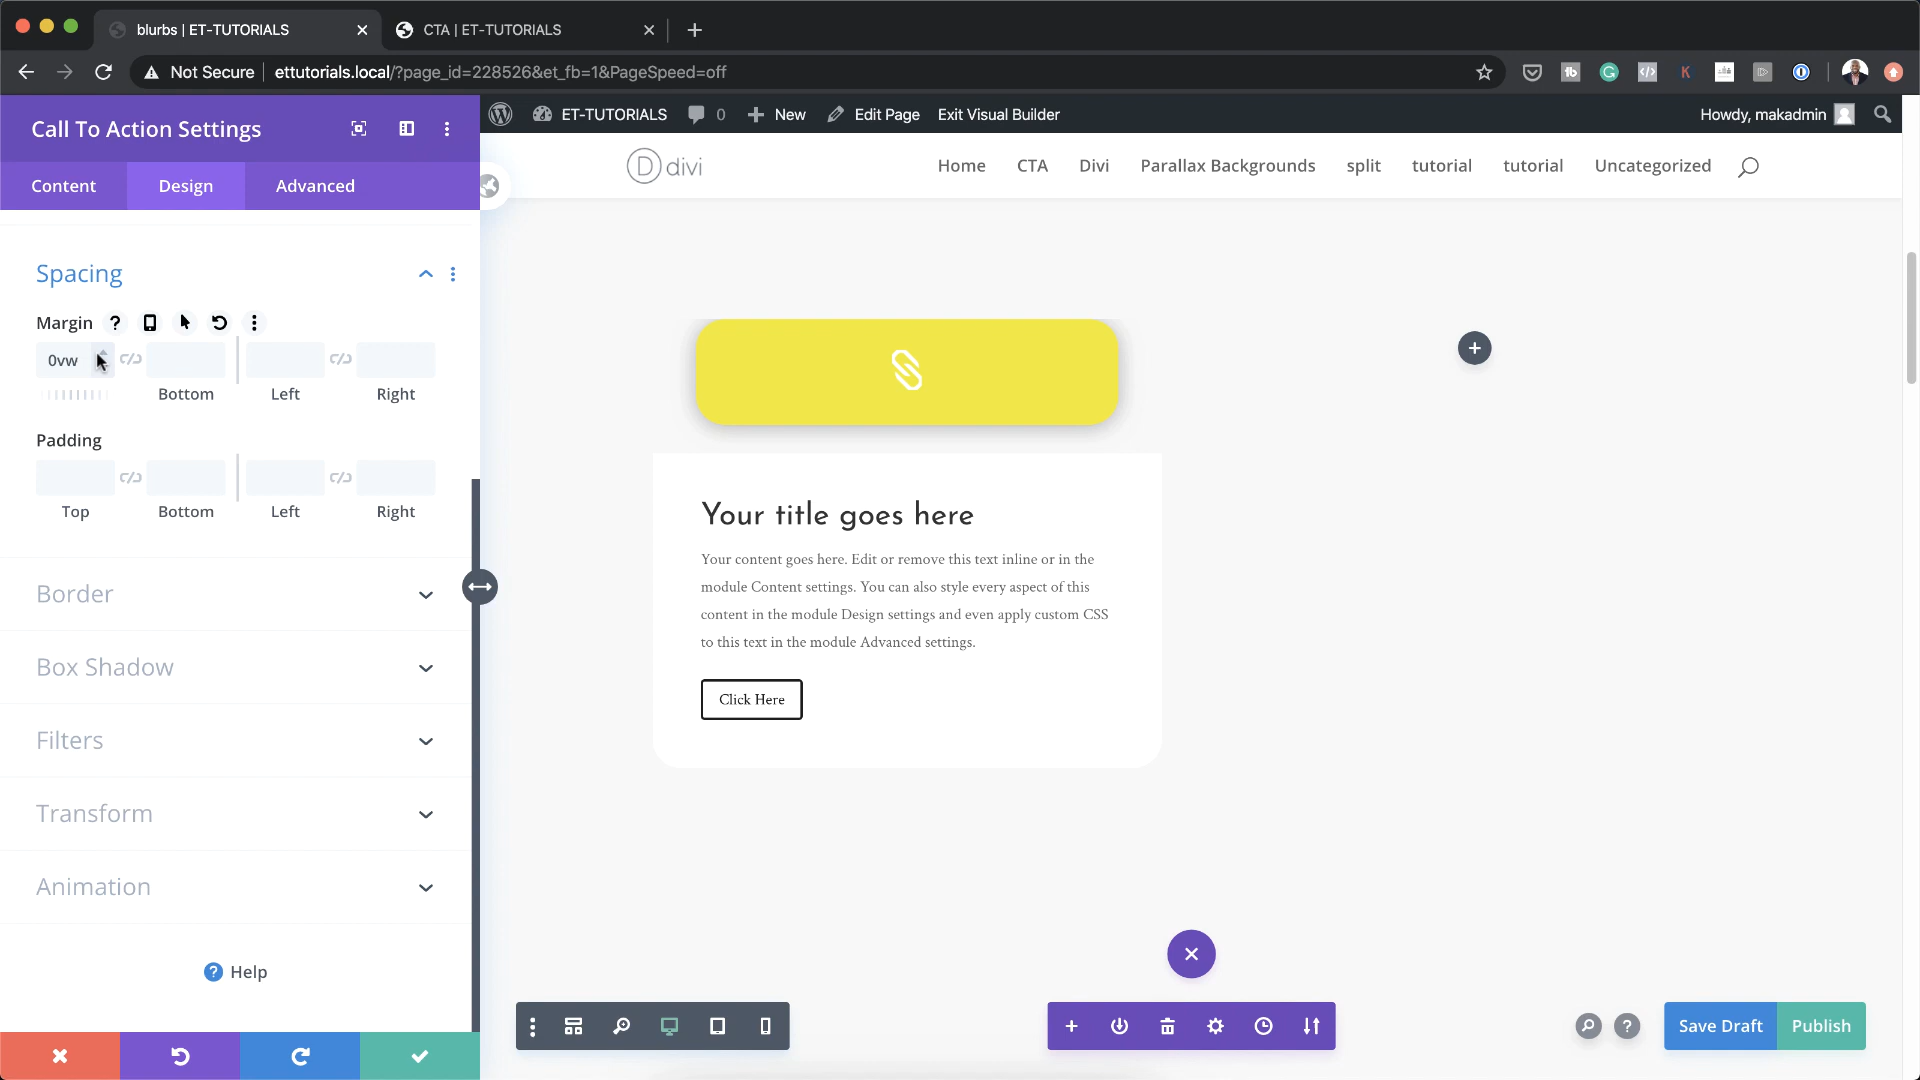 blurbs | ET-TUTORIALS
CTA | ET-TUTORIALS
Not Secure
ettutorials.local/?page_id=228526&et_fb=1&PageSpeed=off
Call To Action Settings
ET-TUTORIALS
0
New
Edit Page
Exit Visual Builder
Howdy, makadmin
Content
Design
Advanced
divi
Home
CTA
Divi
Parallax Backgrounds
split
tutorial
tutorial
Uncategorized
Spacing
Margin
0vw
Bottom
Left
Right
Padding
Top
Bottom
Left
Right
Border
Box Shadow
Filters
Transform
Animation
Help
Your title goes here
Your content goes here. Edit or remove this text inline or in the
module Content settings. You can also style every aspect of this
content in the module Design settings and even apply custom CSS
to this text in the module Advanced settings.
Click Here
Save Draft
Publish